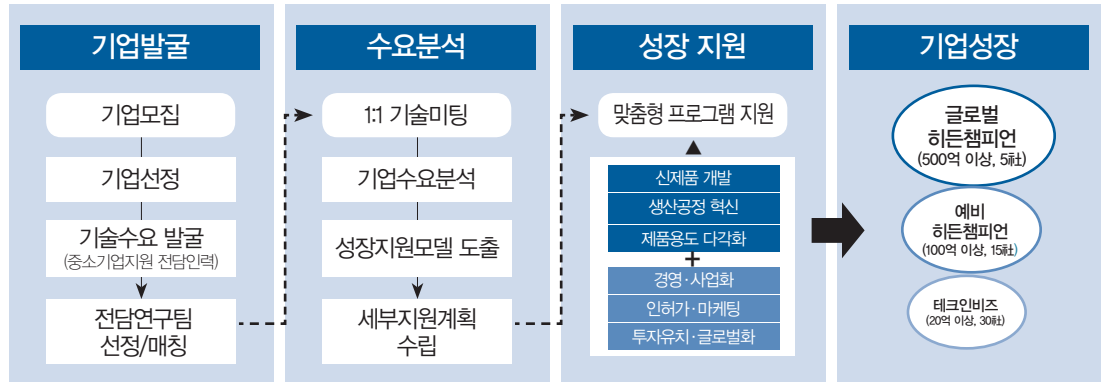 기업발굴
기업모집
기업선정
기술수요 발굴
(중소기업지원 전담인력)
전담연구팀
선정/매칭
수요분석
1:1 기술미팅
기업수요분석
성장지원모델 도출
세부지원계획
수립
성장 지원
맞춤형 프로그램 지원
신제품 개발
생산공정 혁신
제품용도 다각화
+
경영·사업화
인허가·마케팅
투자유치·글로벌화
기업성장
글로벌
히든챔피언
(500억 이상, 5社)
예비
히든챔피언
(100억 이상, 15社)
테크인비즈
(20억 이상, 30社)